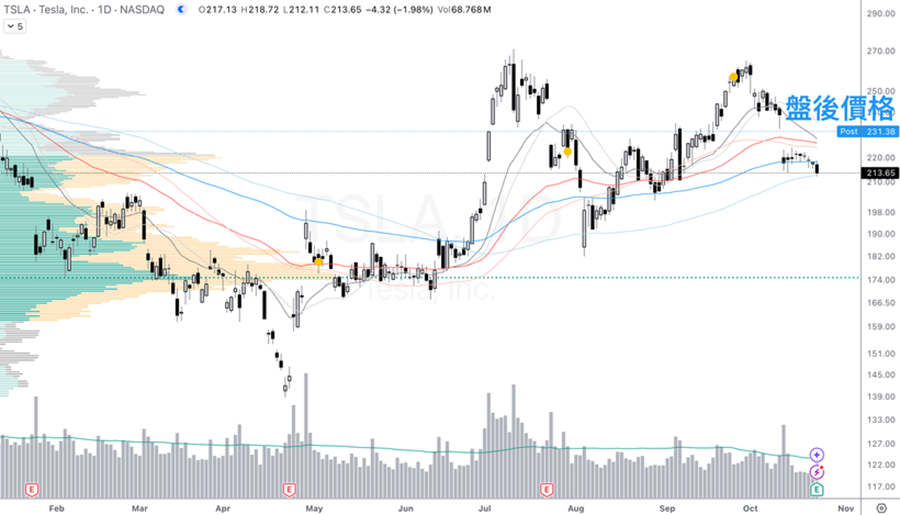 TSLA · Tesla, Inc. · 1D · NASDAQ O217.13 H218.72 L212.11 C213.65 −4.32 (−1.98%) Vol68.768M
5
290.00
270.00
250.00
盤後價格
Post 231.38
220.00
213.65
210.00
TSLA, 1D
198.00
190.00
182.00
Tesla, Inc.
174.00
166.50
159.00
151.00
145.00
139.00
133.00
127.00
122.00
117.00
E E E E
Feb Mar Apr May Jun Jul Aug Sep Oct Nov